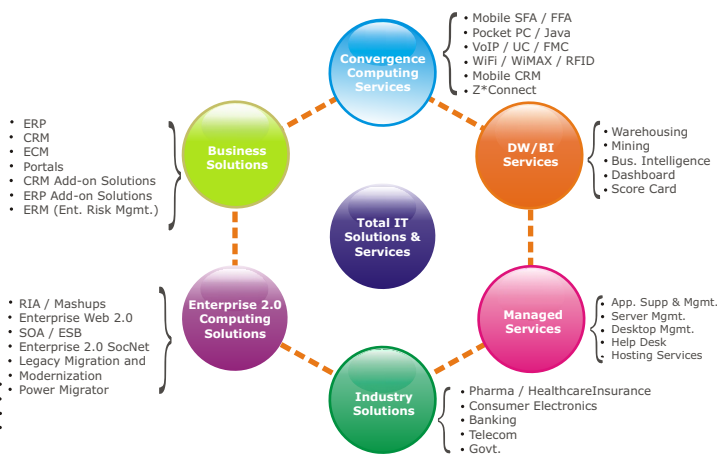 Convergence
Computing
Services
• Mobile SFA / FFA
• Pocket PC / Java
• VoIP / UC / FMC
• WiFi / WiMAX / RFID
• Mobile CRM
• Z*Connect
DW/BI
Services
• Warehousing
• Mining
• Bus. Intelligence
• Dashboard
• Score Card
Managed
Services
• App. Supp & Mgmt.
• Server Mgmt.
• Desktop Mgmt.
• Help Desk
• Hosting Services
Industry
Solutions
• Pharma / HealthcareInsurance
• Consumer Electronics
• Banking
• Telecom
• Govt.
Enterprise 2.0
Computing
Solutions
• RIA / Mashups
• Enterprise Web 2.0
• SOA / ESB
• Enterprise 2.0 SocNet
• Legacy Migration and
• Modernization
• Power Migrator
Business
Solutions
• ERP
• CRM
• ECM
• Portals
• CRM Add-on Solutions
• ERP Add-on Solutions
• ERM (Ent. Risk Mgmt.)
Total IT
Solutions &
Services